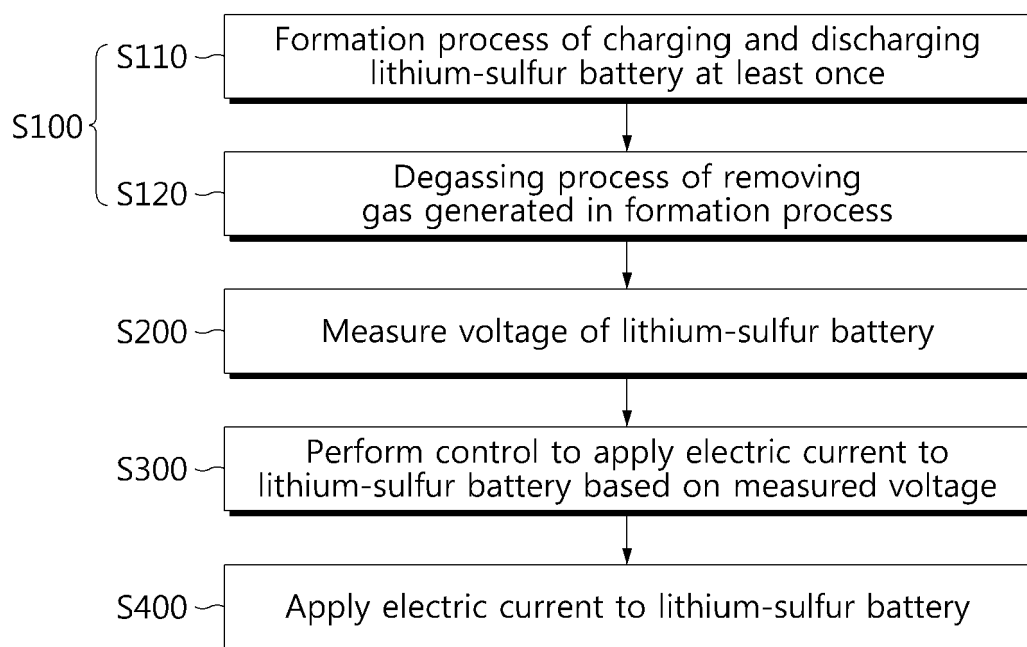 S110
Formation process of charging and discharging
lithium-sulfur battery at least once
S100
S120
Degassing process of removing
gas generated in formation process
S200
Measure voltage of lithium-sulfur battery
S300
Perform control to apply electric current to
lithium-sulfur battery based on measured voltage
S400
Apply electric current to lithium-sulfur battery